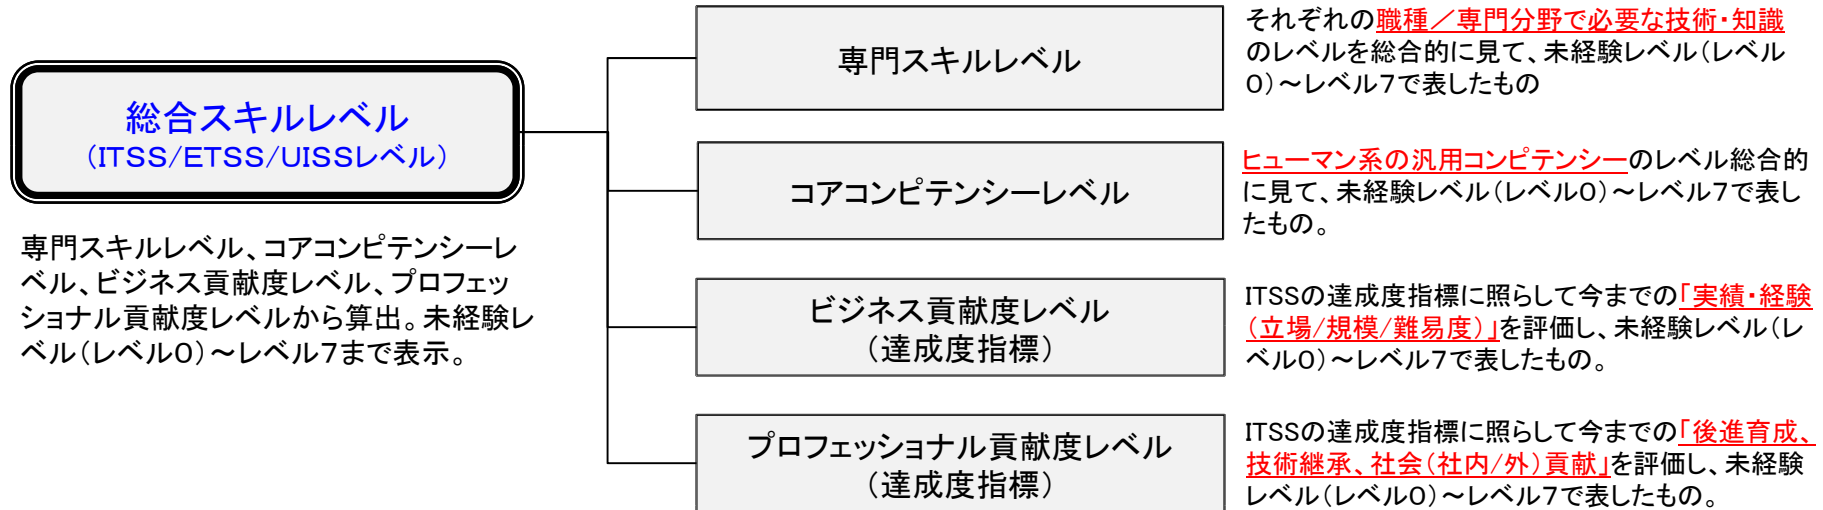 総合スキルレベル
（ITSS/ETSS/UISSレベル）
専門スキルレベル、コアコンピテンシーレ
ベル、ビジネス貢献度レベル、プロフェッ
ショナル貢献度レベルから算出。未経験レ
ベル（レベル０）～レベル７まで表示。
専門スキルレベル
それぞれの職種／専門分野で必要な技術・知識
のレベルを総合的に見て、未経験レベル（レベル
０）～レベル７で表したもの
コアコンピテンシーレベル
ヒューマン系の汎用コンピテンシーのレベル総合的
に見て、未経験レベル（レベル０）～レベル７で表し
たもの。
ビジネス貢献度レベル
（達成度指標）
ITSSの達成度指標に照らして今までの「実績・経験
（立場/規模/難易度）」を評価し、未経験レベル（レ
ベル０）～レベル７で表したもの。
プロフェッショナル貢献度レベル
（達成度指標）
ITSSの達成度指標に照らして今までの「後進育成、
技術継承、社会（社内/外）貢献」を評価し、未経験
レベル（レベル０）～レベル７で表したもの。